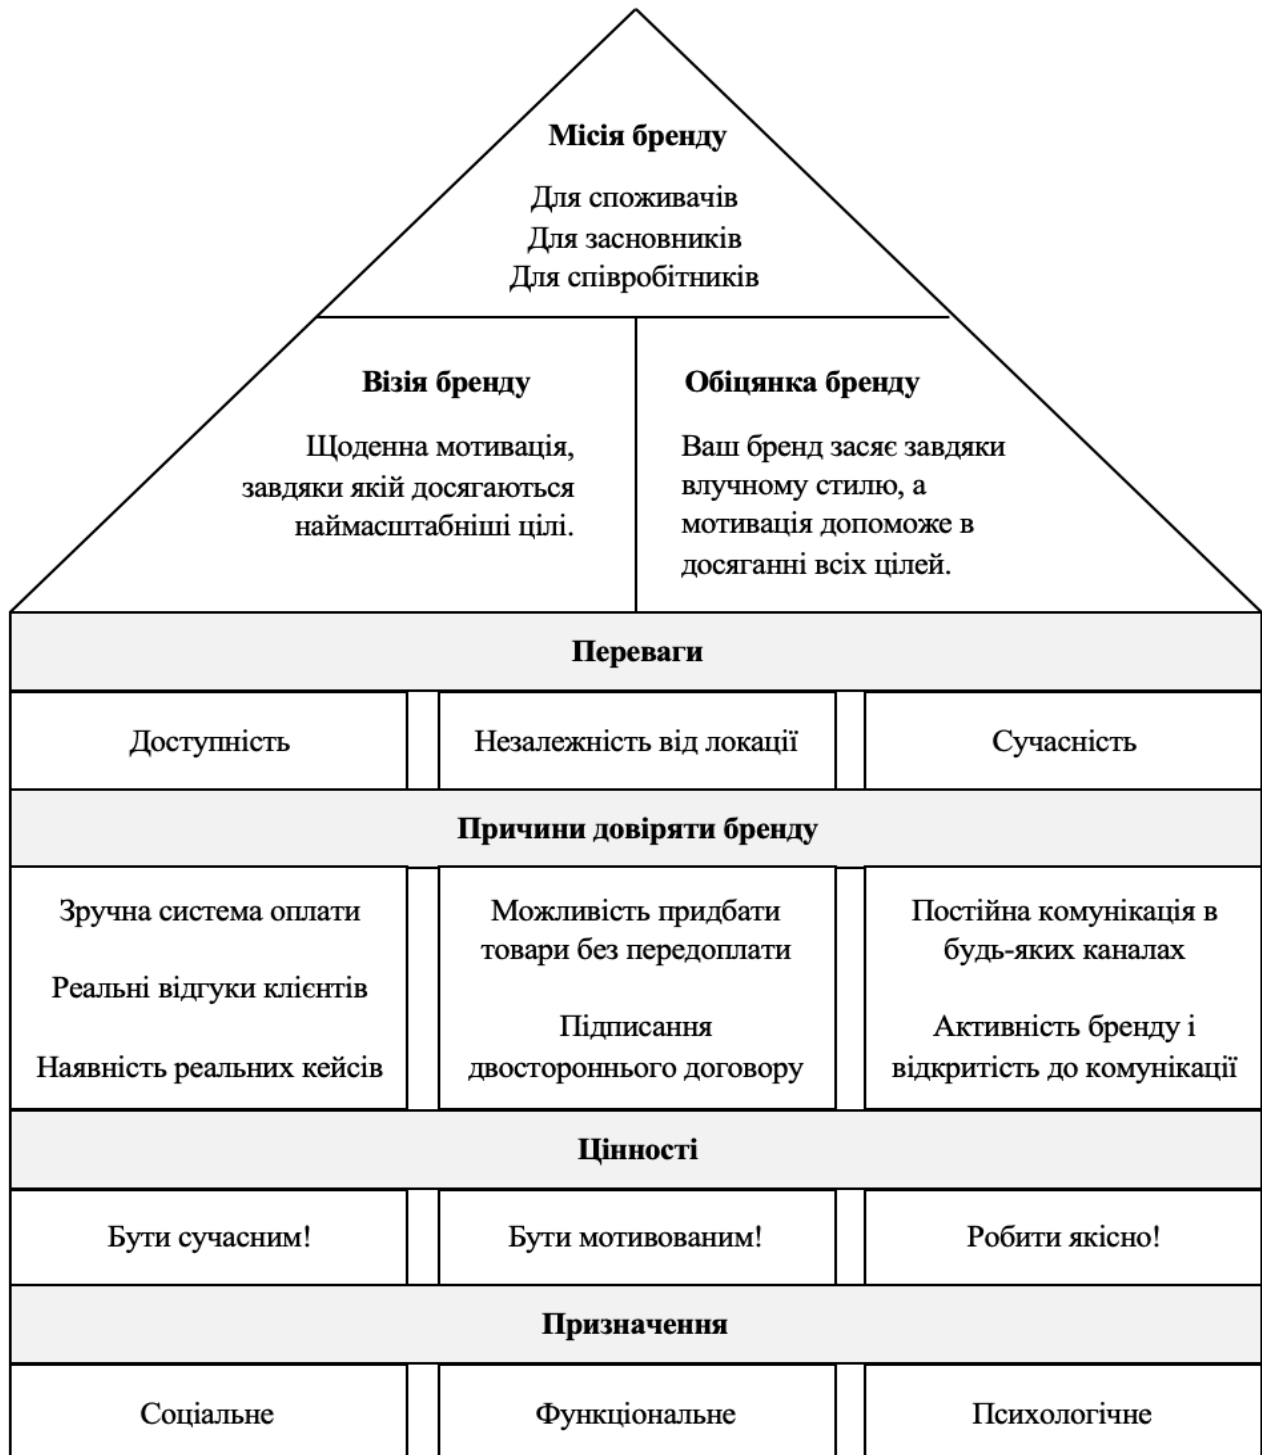 Місія бренду
Для споживачів
Для засновників
Для співробітників
Візія бренду
Щоденна мотивація,
завдяки якій досягаються
наймасштабніші цілі.
Обіцянка бренду
Ваш бренд засяє завдяки
влучному стилю, а
мотивація допоможе в
досяганні всіх цілей.
Переваги
Доступність
Незалежність від локації
Сучасність
Причини довіряти бренду
Зручна система оплати
Реальні відгуки клієнтів
Наявність реальних кейсів
Можливість придбати
товари без передоплати
Підписання
двостороннього договору
Постійна комунікація в
будь-яких каналах
Активність бренду і
відкритість до комунікації
Цінності
Бути сучасним!
Бути мотивованим!
Робити якісно!
Призначення
Соціальне
Функціональне
Психологічне